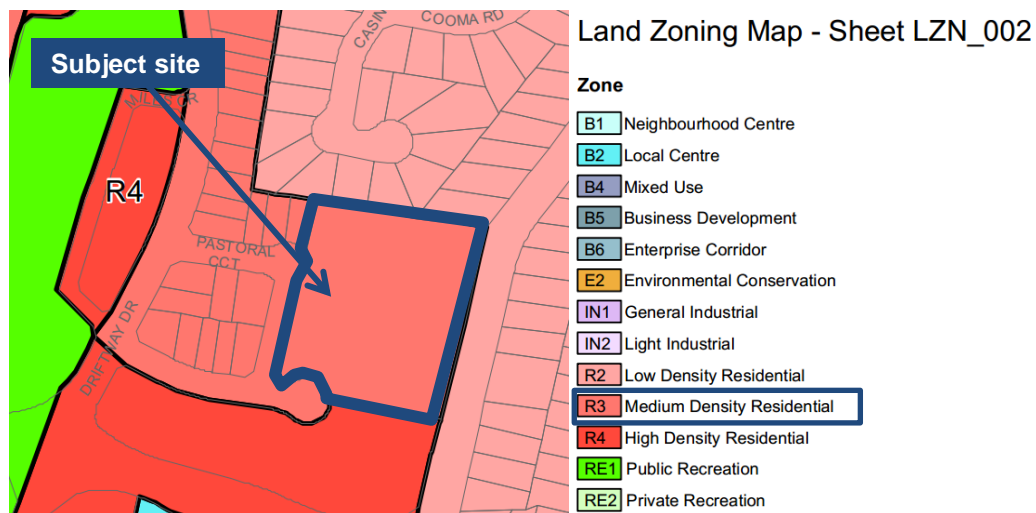 Subject site
COOMA RD
CASIN
MILES CR
R4
PASTORAL
CCT
DRIFTWAY DR
Land Zoning Map - Sheet LZN_002
Zone
B1 Neighbourhood Centre
B2 Local Centre
B4 Mixed Use
B5 Business Development
B6 Enterprise Corridor
E2 Environmental Conservation
IN1 General Industrial
IN2 Light Industrial
R2 Low Density Residential
R3 Medium Density Residential
R4 High Density Residential
RE1 Public Recreation
RE2 Private Recreation